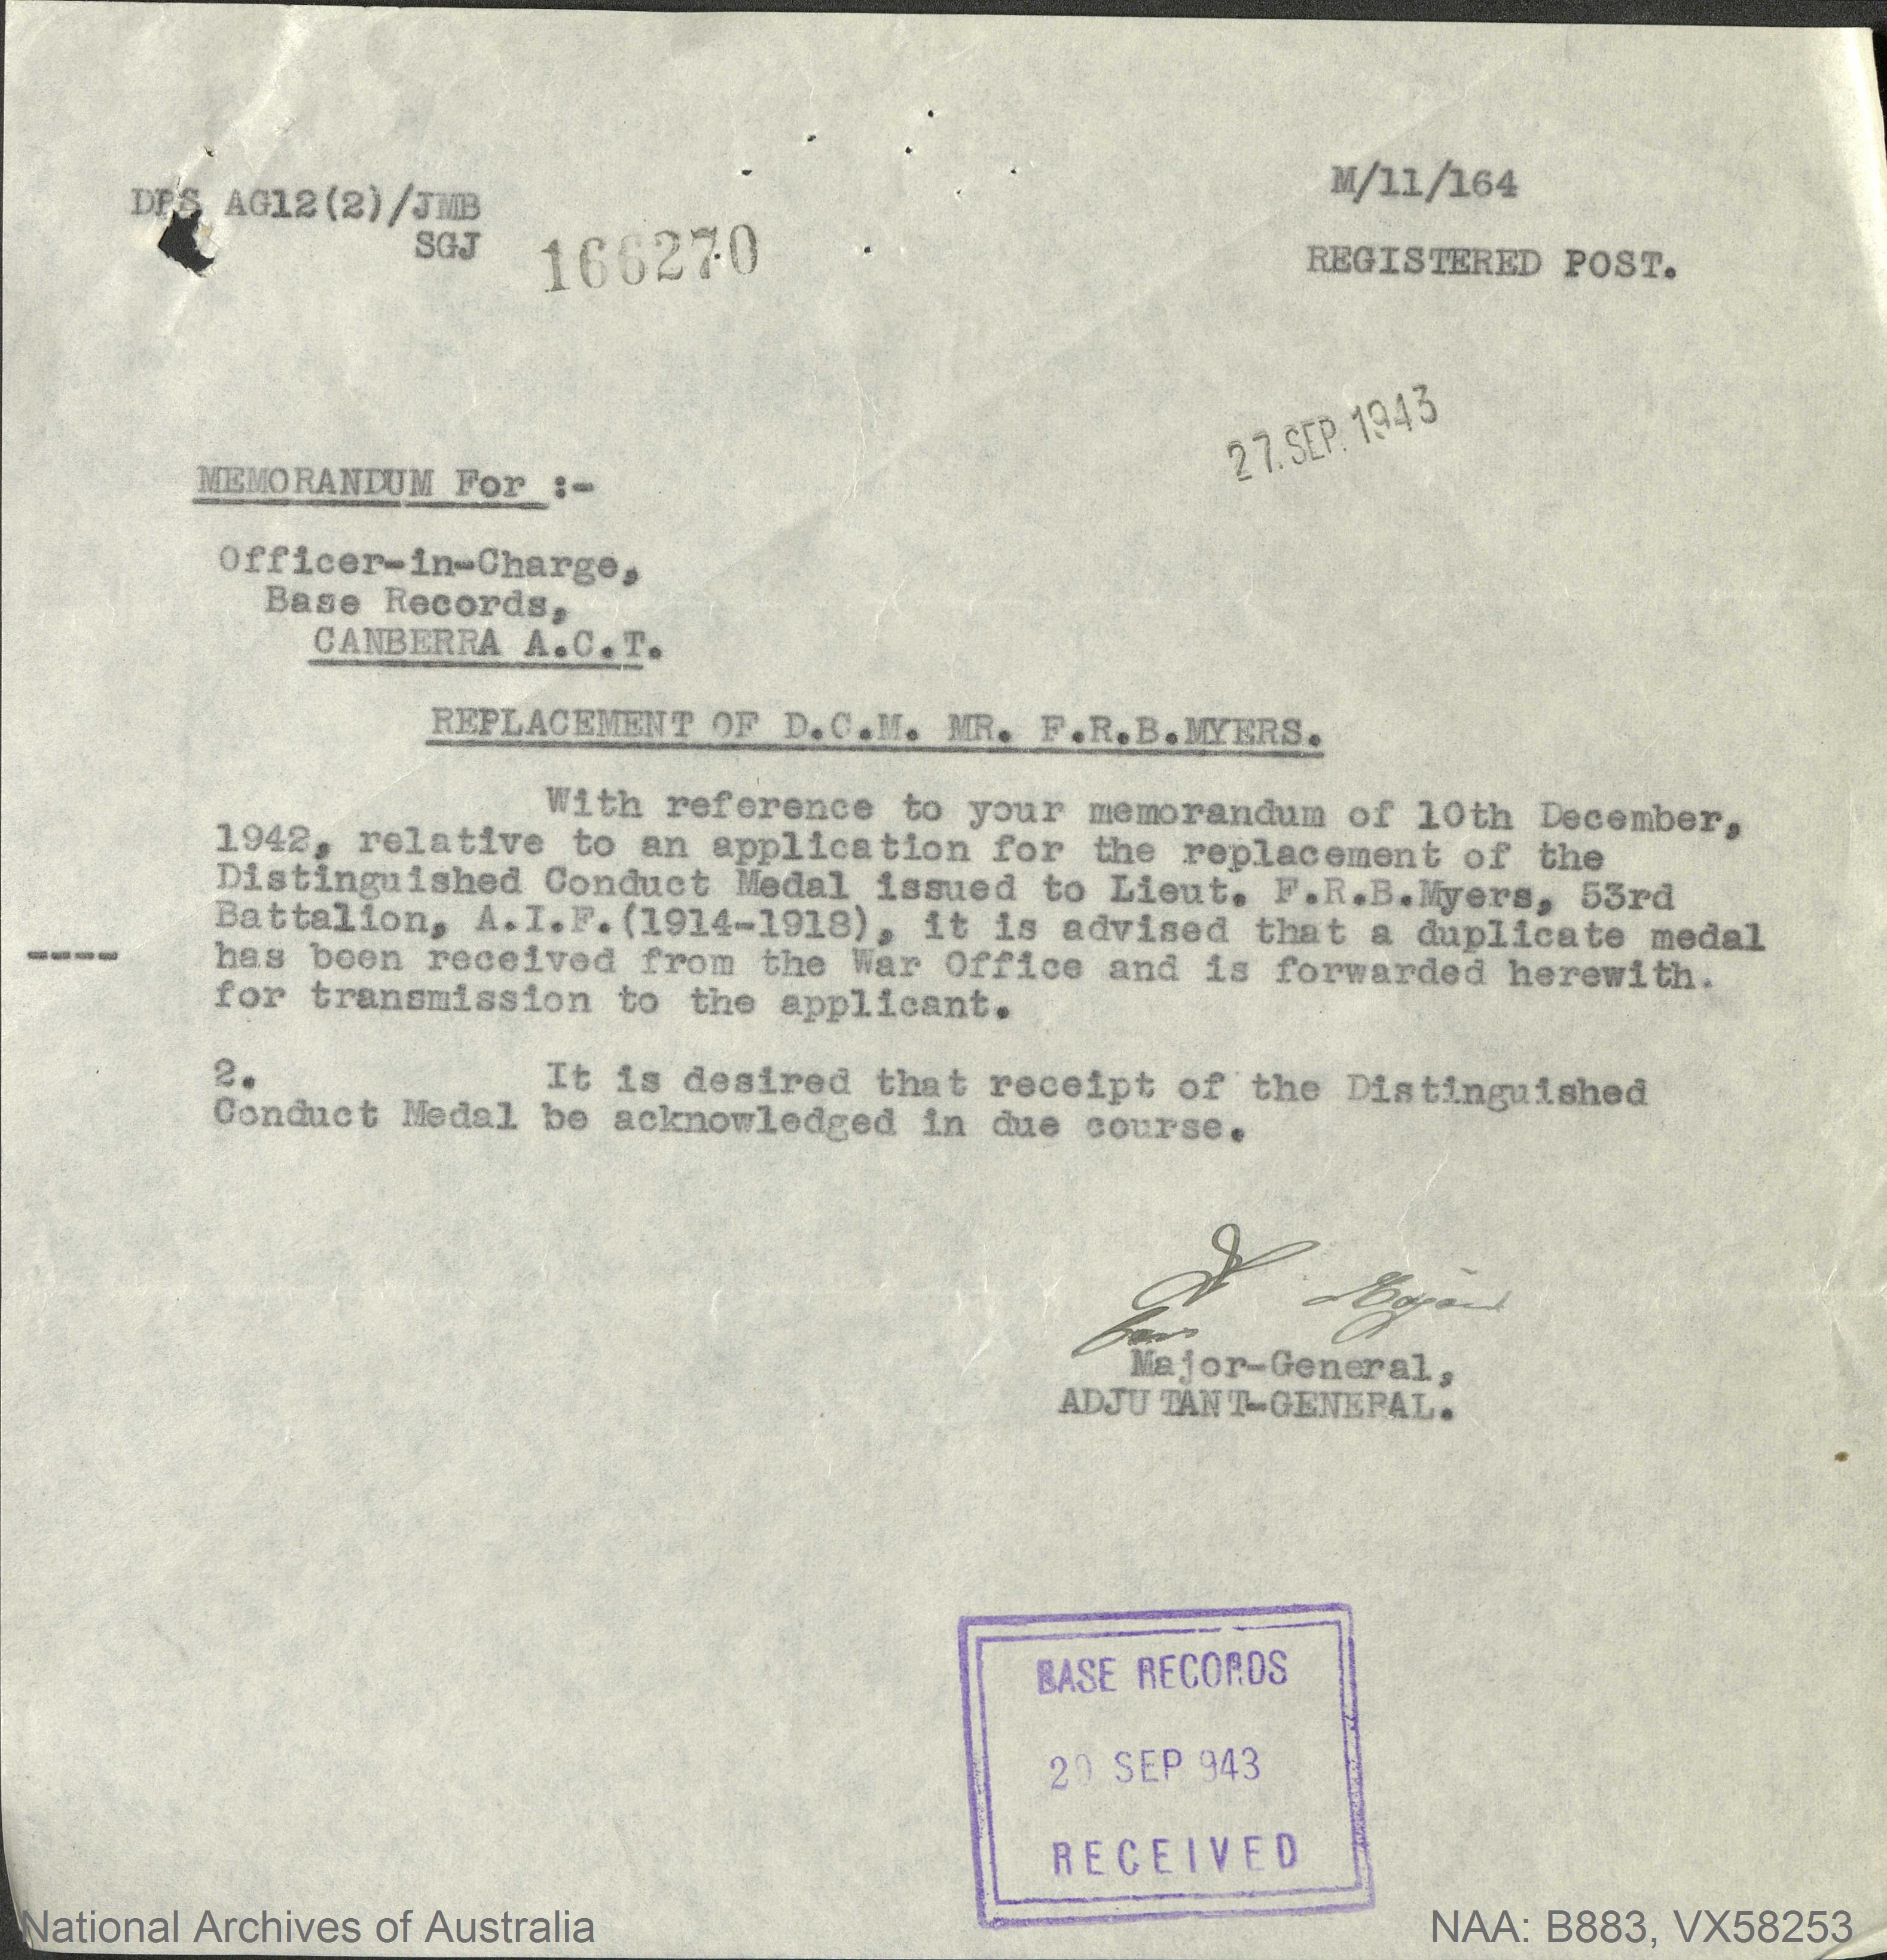 DPS AG12(2)/JMB
SGJ
166270
M/11/164
REGISTERED POST.
27. SEP. 1943
MEMORANDUM For :-
Officer-in-Charge,
Base Records,
CANBERRA A.C.T.
REPLACEMENT OF D.C.M. MR. F.R.B.MYERS.
With reference to your memorandum of 10th December,
1942, relative to an application for the replacement of the
Distinguished Conduct Medal issued to Lieut. F.R.B.Myers, 53rd
Battalion, A.I.F.(1914-1918), it is advised that a duplicate medal
---- has been received from the War Office and is forwarded herewith.
for transmission to the applicant.
2. It is desired that receipt of the Distinguished
Conduct Medal be acknowledged in due course.
Major
Major-General,
ADJUTANT-GENERAL.
BASE RECORDS
SEP 943
RECEIVED
National Archives of Australia
NAA: B883, VX58253